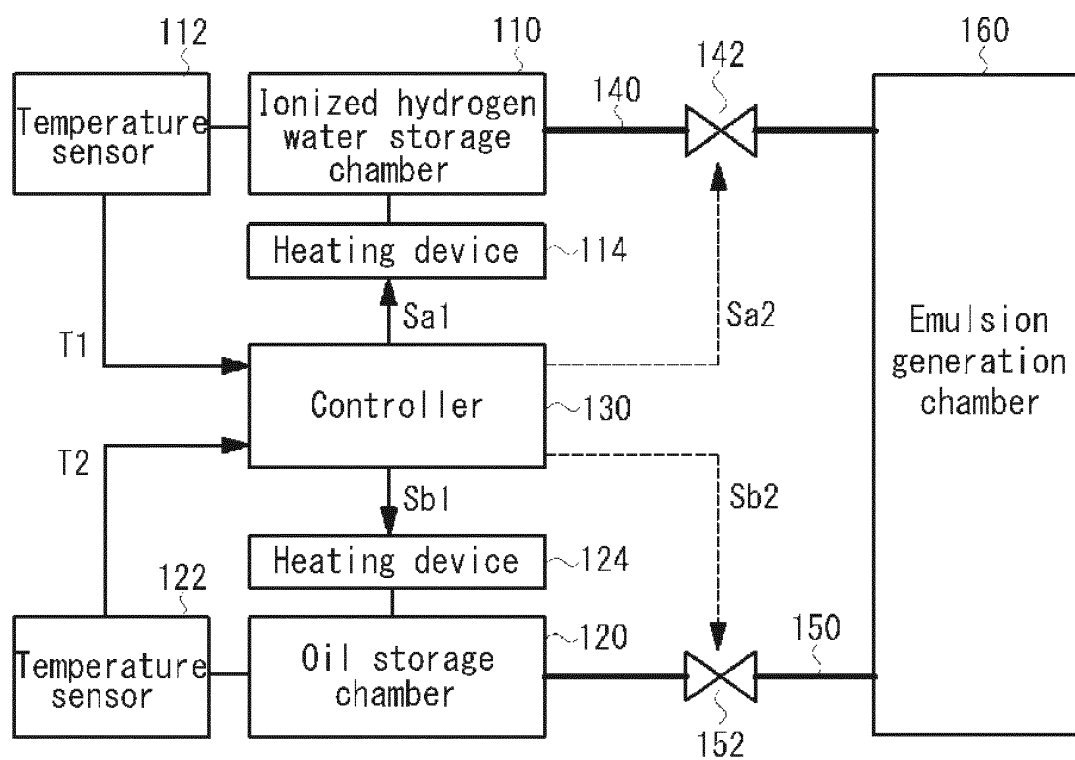 112
110
142
160
Temperature
sensor
Ionized hydrogen
water storage
chamber
140
Heating device
114
T1
Sa1
Sa2
Controller
130
Emulsion
generation
chamber
T2
Sb1
Sb2
Heating device
124
122
120
150
Temperature
sensor
Oil storage
chamber
152